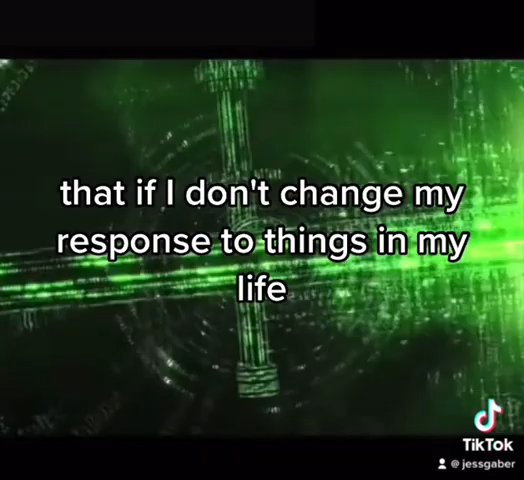 that if I don't change my
response to things in my
life
TikTok
@jessgaber